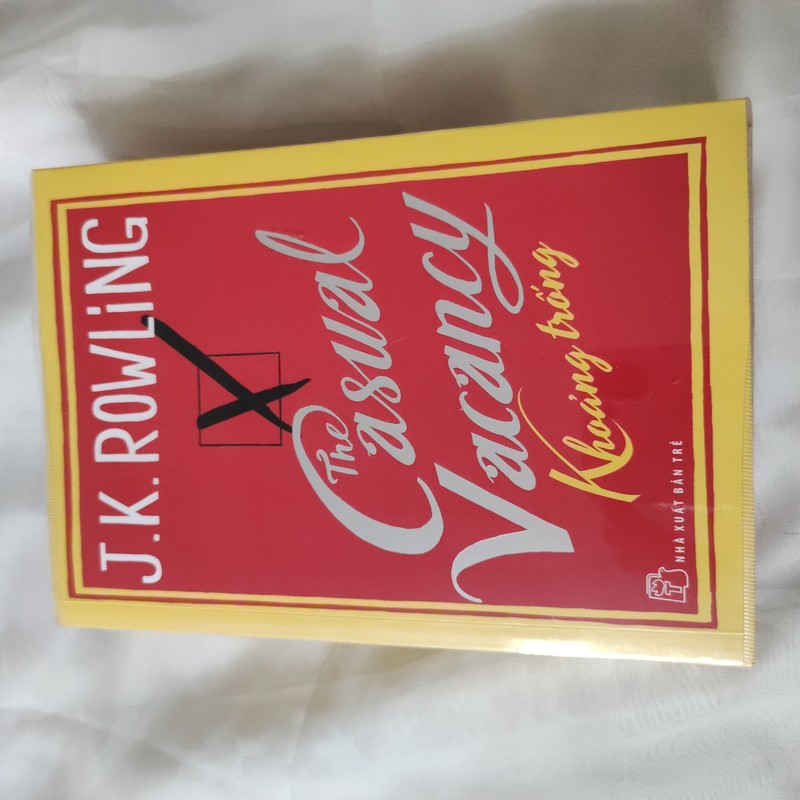 J.K. ROWLiNG
The
Casual
Vacancy
Khoảng trống
NHÀ XUẤT BẢN TRẺ